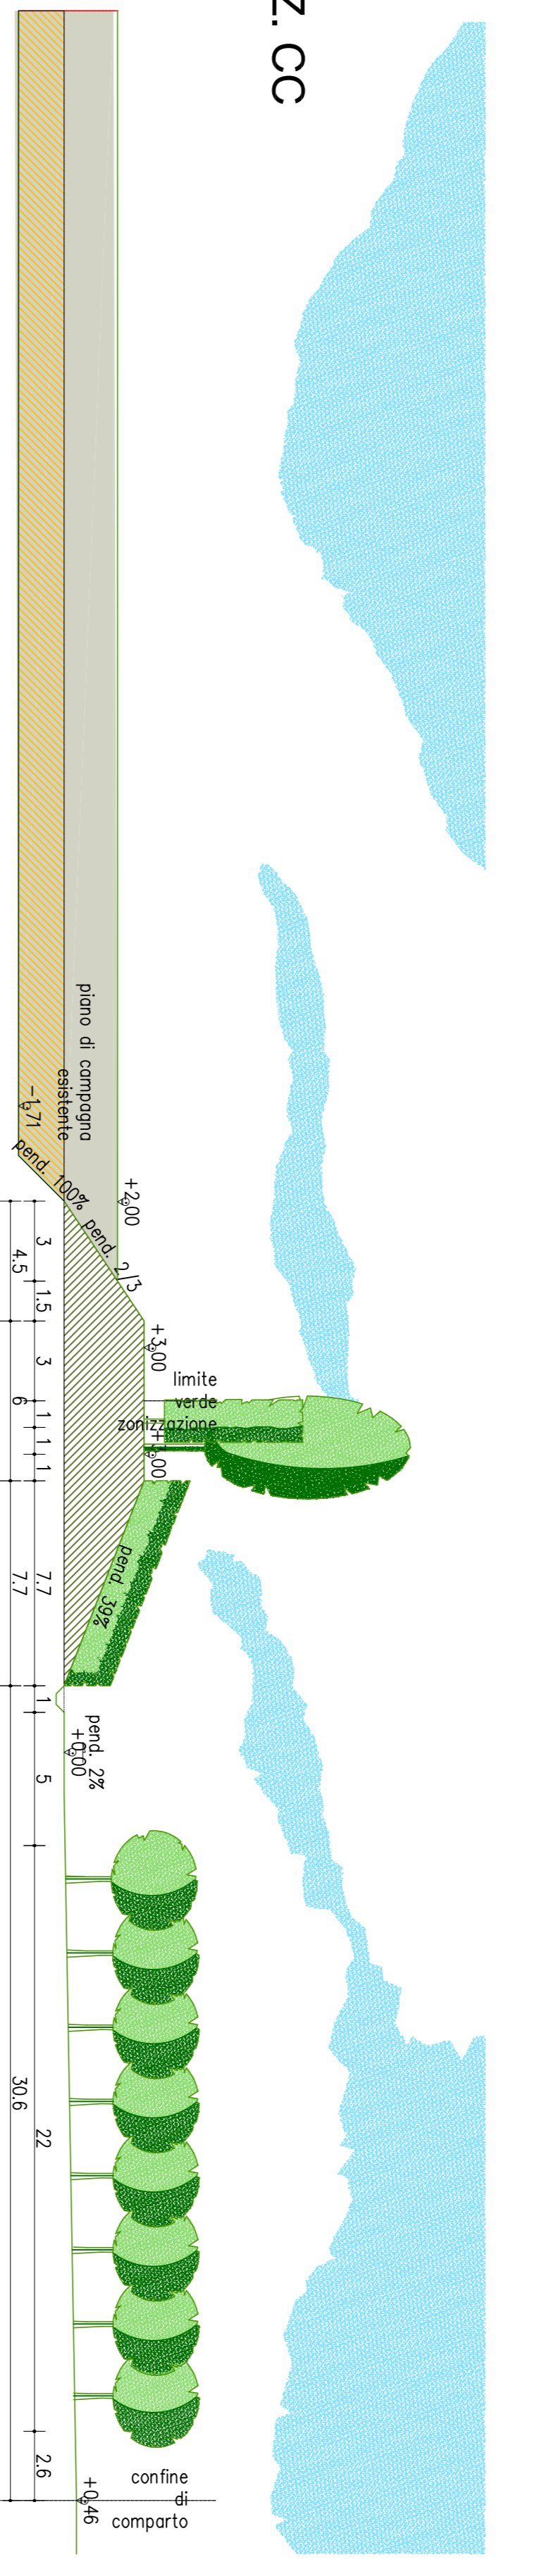 Z. CC
piano di campagna
esistente
-1.71
pend. 100%
pend. 2/3
+2.00
+3.00
limite
verde
zonizzazione
+3.00
pend. 39%
pend. 2%
+0.00
confine
di
comparto
+0.46
3
1.5
3
1
1
1
7.7
1
5
22
2.6
4.5
6
7.7
30.6